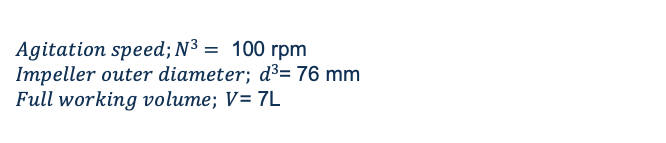 Agitation speed; N³ = 100 rpm
Impeller outer diameter; d³= 76 mm
Full working volume; V= 7L